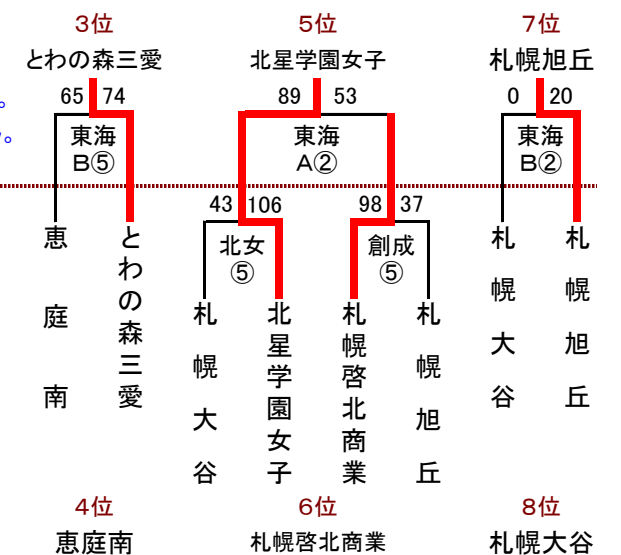 3位 5位 7位
とわの森三愛 北星学園女子 札幌旭丘
。 65 74 89 53 0 20
東海 東海 東海
。 B⑤ A② B②
43 106 98 37
北女 創成
⑤ ⑤
恵庭南
とわの森三愛
札幌大谷
北星学園女子
札幌啓北商業
札幌旭丘
札幌大谷
札幌旭丘
4位 6位 8位
恵庭南 札幌啓北商業 札幌大谷